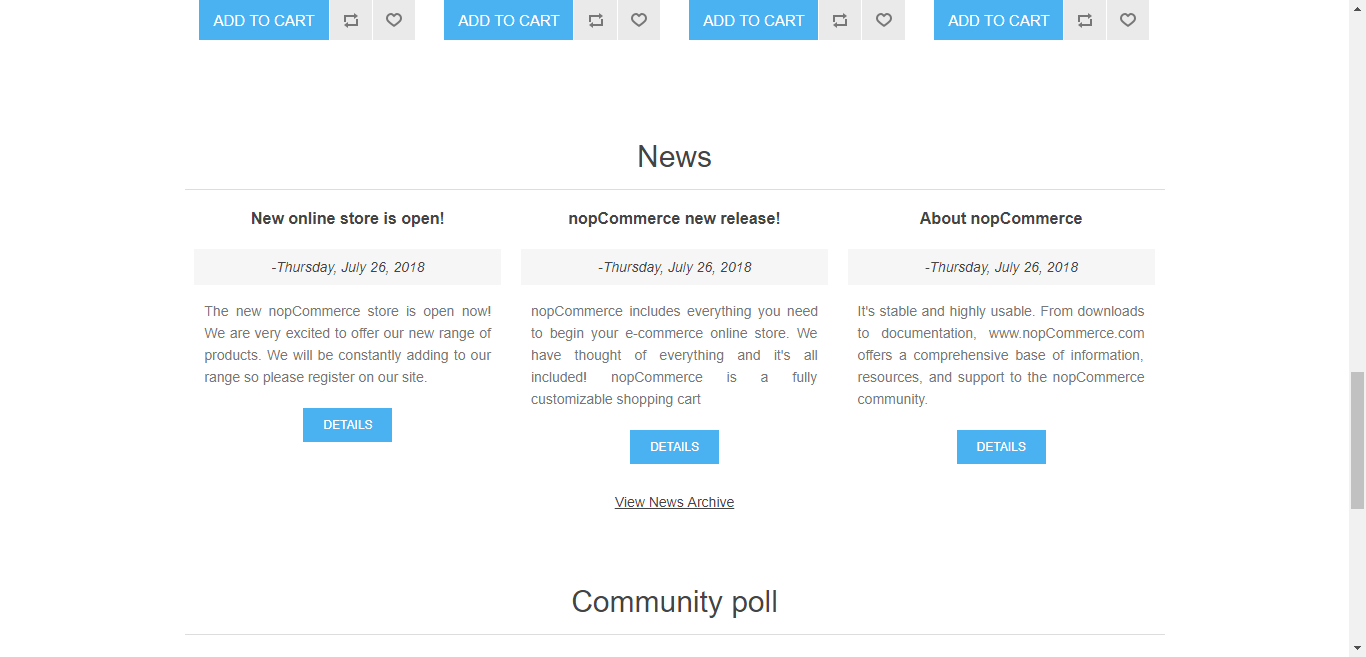 ADD TO CART ADD TO CART ADD TO CART ADD TO CART
News
New online store is open!
-Thursday, July 26, 2018
The new nopCommerce store is open now!
We are very excited to offer our new range of
products. We will be constantly adding to our
range so please register on our site.
DETAILS
nopCommerce new release!
-Thursday, July 26, 2018
nopCommerce includes everything you need
to begin your e-commerce online store. We
have thought of everything and it's all
included! nopCommerce is a fully
customizable shopping cart
DETAILS
About nopCommerce
-Thursday, July 26, 2018
It's stable and highly usable. From downloads
to documentation, www.nopCommerce.com
offers a comprehensive base of information,
resources, and support to the nopCommerce
community.
DETAILS
View News Archive
Community poll